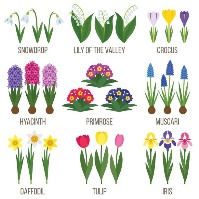 SNOWDROP
LILY OF THE VALLEY
CROCUS
HYACINTH
PRIMROSE
MUSCARI
DAFFODIL
TULIP
IRIS